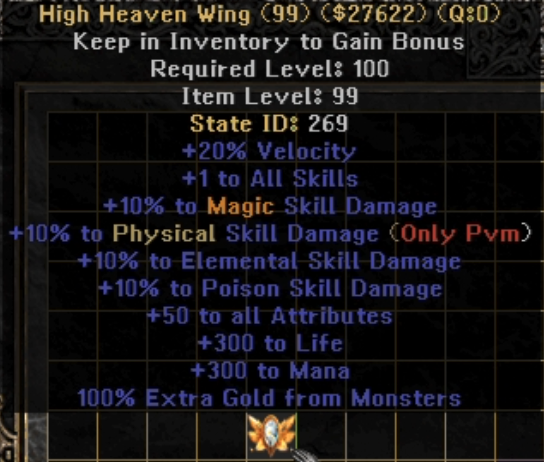 High Heaven Wing (99) ($27622) (Q:0)
Keep in Inventory to Gain Bonus
Required Level: 100
Item Level: 99
State ID: 269
+20% Velocity
+1 to All Skills
+10% to Magic Skill Damage
+10% to Physical Skill Damage (Only Pvm)
+10% to Elemental Skill Damage
+10% to Poison Skill Damage
+50 to all Attributes
+300 to Life
+300 to Mana
100% Extra Gold from Monsters